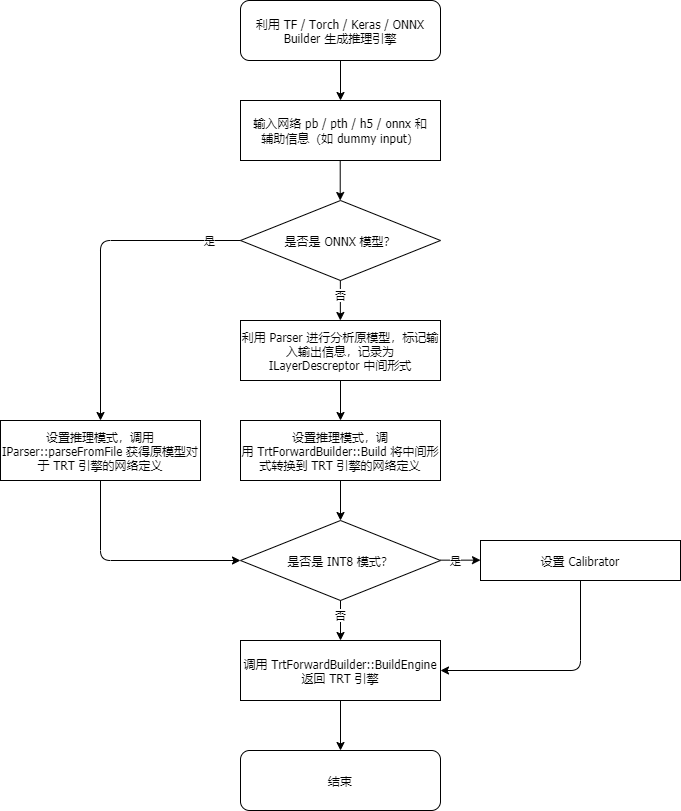 利用 TF / Torch / Keras / ONNX
Builder 生成推理引擎
输入网络 pb / pth / h5 / onnx 和
辅助信息（如 dummy input）
是否是 ONNX 模型？
是
否
利用 Parser 进行分析原模型，标记输
入输出信息，记录为
ILayerDescreptor 中间形式
设置推理模式，调用
IParser::parseFromFile 获得原模型对
于 TRT 引擎的网络定义
设置推理模式，调
用 TrtForwardBuilder::Build 将中间形
式转换到 TRT 引擎的网络定义
是否是 INT8 模式？
是
设置 Calibrator
否
调用 TrtForwardBuilder::BuildEngine
返回 TRT 引擎
结束